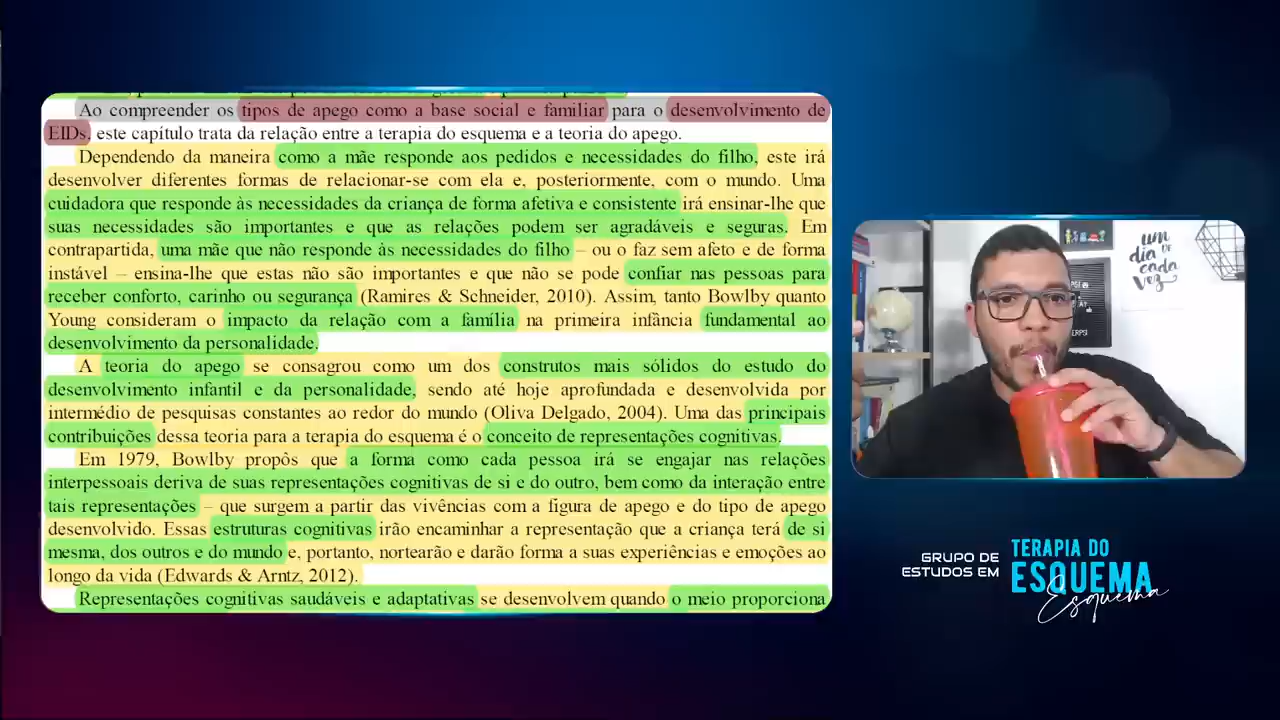 Ao compreender os tipos de apego como a base social e familiar para o desenvolvimento de
EIDs, este capítulo trata da relação entre a terapia do esquema e a teoria do apego.
Dependendo da maneira como a mãe responde aos pedidos e necessidades do filho, este irá
desenvolver diferentes formas de relacionar-se com ela e, posteriormente, com o mundo. Uma
cuidadora que responde às necessidades da criança de forma afetiva e consistente irá ensinar-lhe que
suas necessidades são importantes e que as relações podem ser agradáveis e seguras. Em
contrapartida, uma mãe que não responde às necessidades do filho – ou o faz sem afeto e de forma
instável – ensina-lhe que estas não são importantes e que não se pode confiar nas pessoas para
receber conforto, carinho ou segurança (Ramires & Schneider, 2010). Assim, tanto Bowlby quanto
Young consideram o impacto da relação com a família na primeira infância fundamental ao
desenvolvimento da personalidade.
A teoria do apego se consagrou como um dos construtos mais sólidos do estudo do
desenvolvimento infantil e da personalidade, sendo até hoje aprofundada e desenvolvida por
intermédio de pesquisas constantes ao redor do mundo (Oliva Delgado, 2004). Uma das principais
contribuições dessa teoria para a terapia do esquema é o conceito de representações cognitivas.
Em 1979, Bowlby propôs que a forma como cada pessoa irá se engajar nas relações
interpessoais deriva de suas representações cognitivas de si e do outro, bem como da interação entre
tais representações – que surgem a partir das vivências com a figura de apego e do tipo de apego
desenvolvido. Essas estruturas cognitivas irão encaminhar a representação que a criança terá de si
mesma, dos outros e do mundo e, portanto, nortearão e darão forma a suas experiências e emoções ao
longo da vida (Edwards & Arntz, 2012).
Representações cognitivas saudáveis e adaptativas se desenvolvem quando o meio proporciona
um
dia DE
cada
vez
GRUPO DE
ESTUDOS EM
TERAPIA DO
ESQUEMA
Esquema